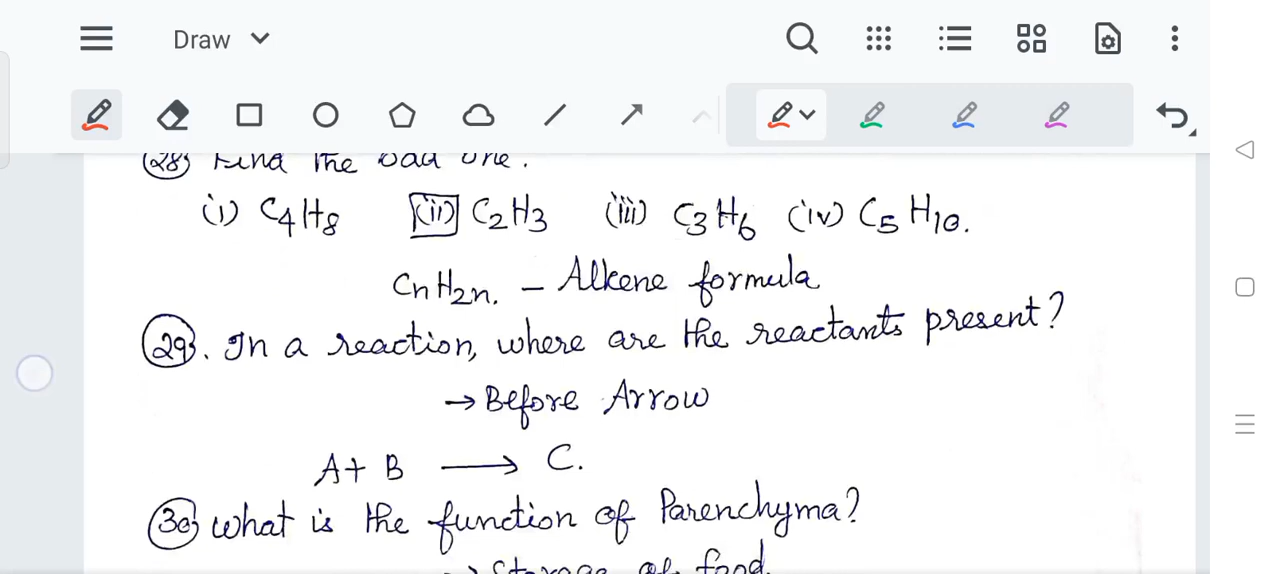 Draw
(28) Find the odd one.
(i) C4H8 (ii) C2H3 (iii) C3H6 (iv) C5H10.
CnH2n. - Alkene formula
(29). In a reaction, where are the reactants present?
→ Before Arrow
A + B ⟶ C.
(30) What is the function of Parenchyma?
→ Storage of food.